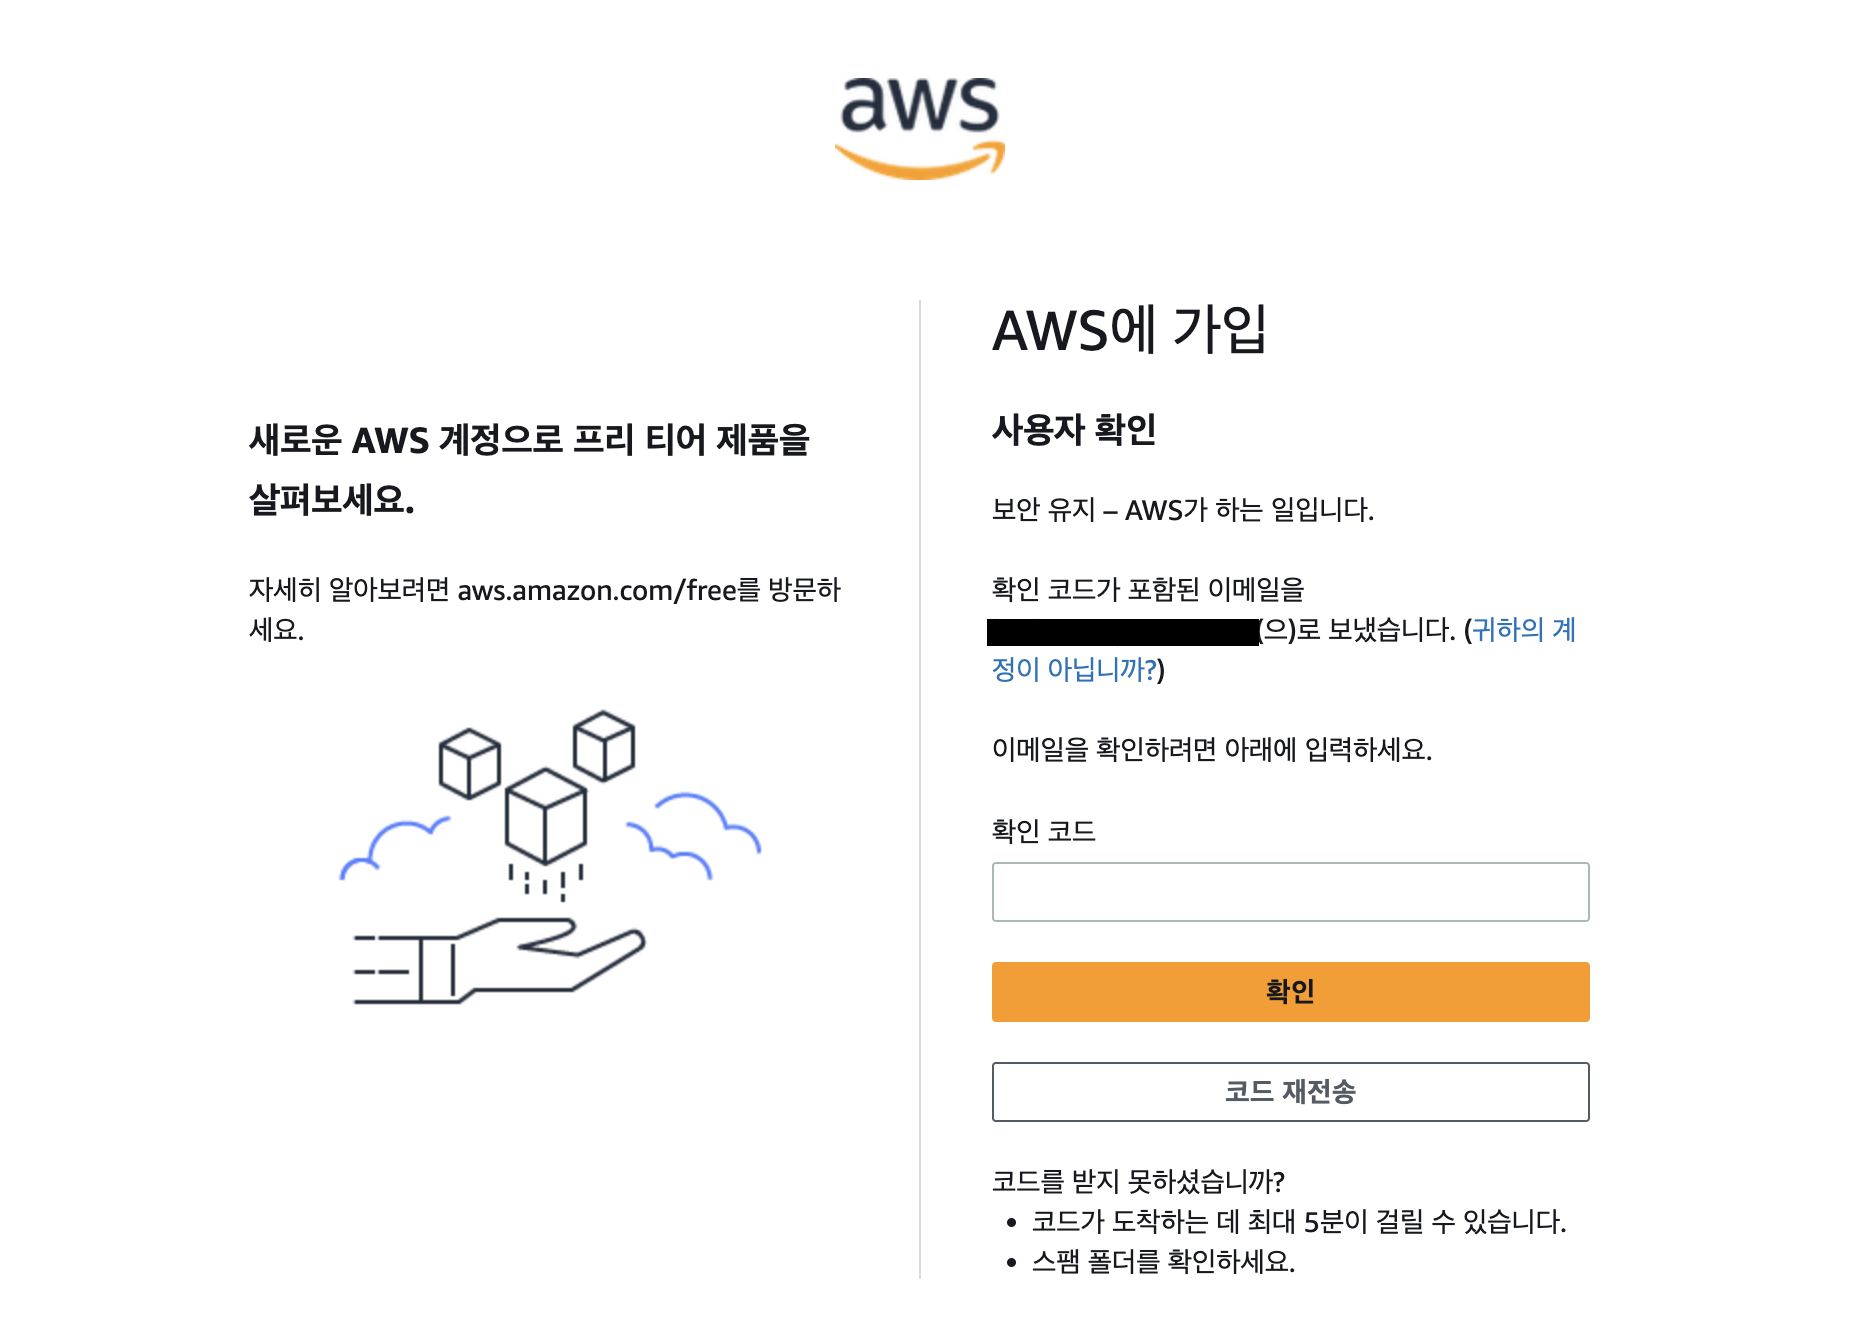 aws
새로운 AWS 계정으로 프리 티어 제품을
살펴보세요.
자세히 알아보려면 aws.amazon.com/free를 방문하
세요.
AWS에 가입
사용자 확인
보안 유지 – AWS가 하는 일입니다.
확인 코드가 포함된 이메일을
(으)로 보냈습니다. (귀하의 계
정이 아닙니까?)
이메일을 확인하려면 아래에 입력하세요.
확인 코드
확인
코드 재전송
코드를 받지 못하셨습니까?
• 코드가 도착하는 데 최대 5분이 걸릴 수 있습니다.
• 스팸 폴더를 확인하세요.